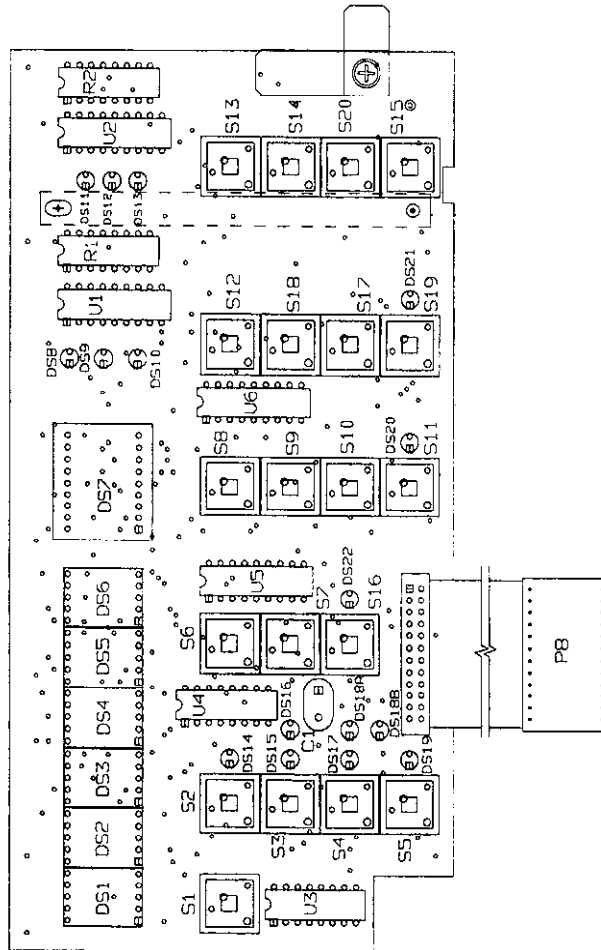 R2
U2
S13
S14
S20
S15
DS11
DS12
DS13
R1
U1
S12
S18
S17
DS21
S19
DS8
DS9
DS10
U6
DS7
S8
S9
S10
DS20
S11
DS6
U5
S7
DS22
S16
DS5
S6
P8
DS4
U4
DS16
C1
DS18A
DS18B
DS3
DS14
DS15
DS17
DS19
S2
S3
S4
S5
DS2
DS1
S1
U3